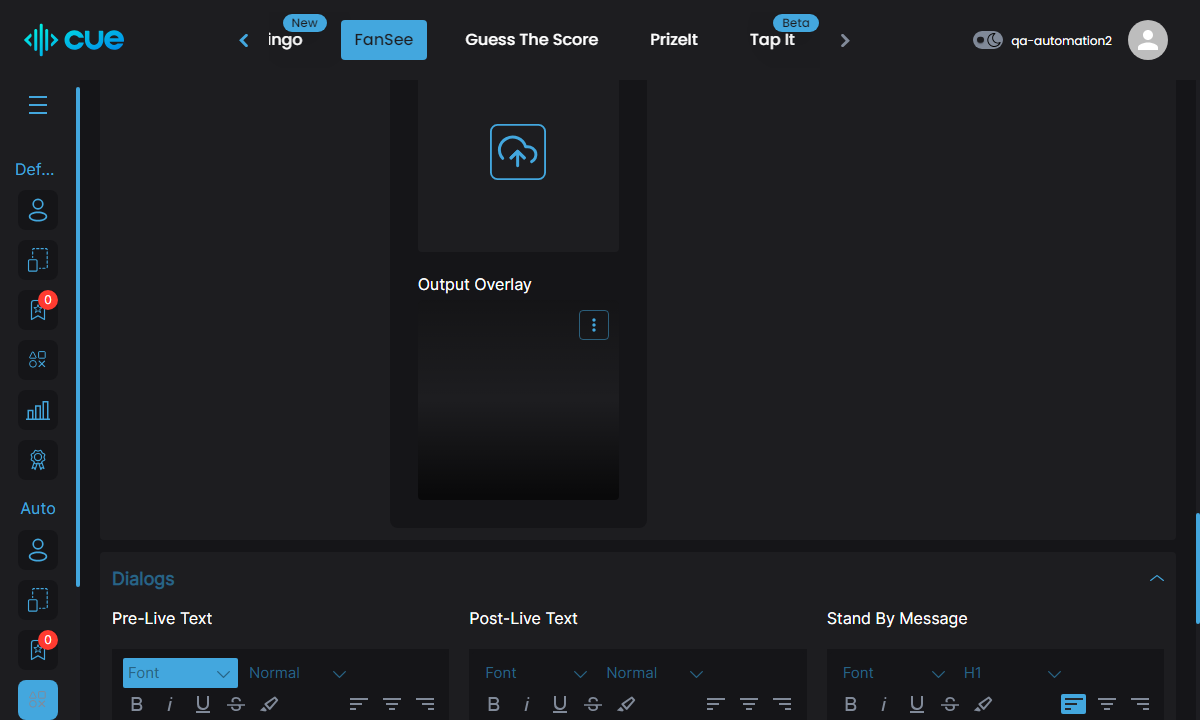 cue
New
ingo
FanSee
Guess The Score
PrizeIt
Beta
Tap It
qa-automation2
Def...
0
Auto
0
Output Overlay
Dialogs
Pre-Live Text
Post-Live Text
Stand By Message
Font
Normal
Font
Normal
Font
H1
B i U S
B i U S
B i U S